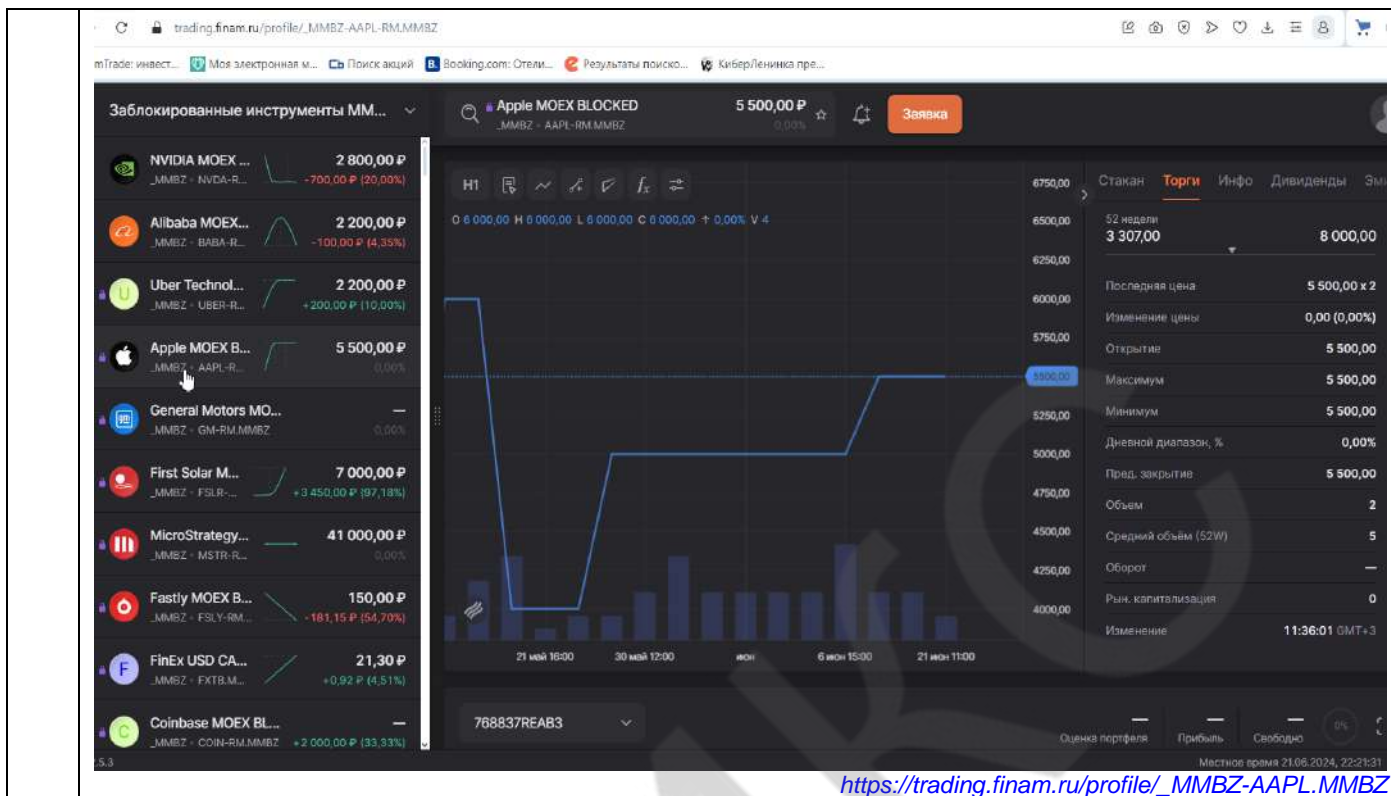 trading.finam.ru/profile/_MMBZ-AAPL-RM.MMBZ
mTrade: инвест... Моя электронная м... Поиск акций Booking.com: Отели... Результаты поиско... КиберЛенинка пре...
Заблокированные инструменты ММ...
Apple MOEX BLOCKED 5 500,00 ₽
_MMBZ • AAPL-RM.MMBZ 0,00%
Заявка
NVIDIA MOEX ... 2 800,00 ₽
_MMBZ • NVDA-R... -700,00 ₽ (20,00%)
Alibaba MOEX... 2 200,00 ₽
_MMBZ • BABA-R... -100,00 ₽ (4,35%)
Uber Technol... 2 200,00 ₽
_MMBZ • UBER-R... +200,00 ₽ (10,00%)
Apple MOEX B... 5 500,00 ₽
_MMBZ • AAPL-R... 0,00%
General Motors MO... —
_MMBZ • GM-RM.MMBZ 0,00%
First Solar M... 7 000,00 ₽
_MMBZ • FSLR-... +3 450,00 ₽ (97,18%)
MicroStrategy... 41 000,00 ₽
_MMBZ • MSTR-R... 0,00%
Fastly MOEX B... 150,00 ₽
_MMBZ • FSLY-RM... -181,15 ₽ (54,70%)
FinEx USD CA... 21,30 ₽
_MMBZ • FXTB.M... +0,92 ₽ (4,51%)
Coinbase MOEX BL... —
_MMBZ • COIN-RM.MMBZ +2 000,00 ₽ (33,33%)
H1
O 6 000,00 H 6 000,00 L 6 000,00 C 6 000,00 ↑ 0,00% V 4
6750,00
6500,00
6250,00
6000,00
5750,00
5500,00
5250,00
5000,00
4750,00
4500,00
4250,00
4000,00
21 май 16:00 30 май 12:00 июн 6 июн 15:00 21 июн 11:00
Стакан Торги Инфо Дивиденды Эми
52 недели
3 307,00 8 000,00
Последняя цена 5 500,00 x 2
Изменение цены 0,00 (0,00%)
Открытие 5 500,00
Максимум 5 500,00
Минимум 5 500,00
Дневной диапазон, % 0,00%
Пред. закрытие 5 500,00
Объем 2
Средний объём (52W) 5
Оборот —
Рын. капитализация 0
Изменение 11:36:01 GMT+3
768837REAB3
— — — 0%
Оценка портфеля Прибыль Свободно
2.5.3
Местное время 21.06.2024, 22:21:31
https://trading.finam.ru/profile/_MMBZ-AAPL.MMBZ